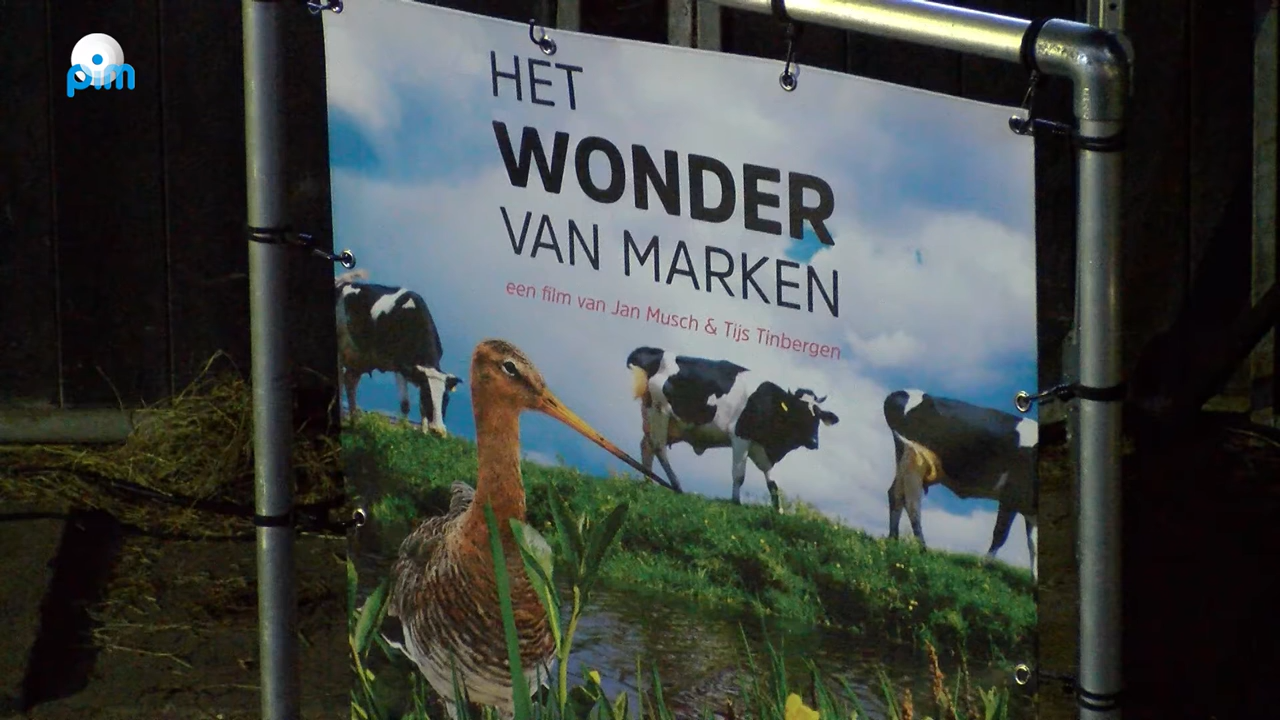 pim
HET
WONDER
VAN MARKEN
een film van Jan Musch & Tijs Tinbergen